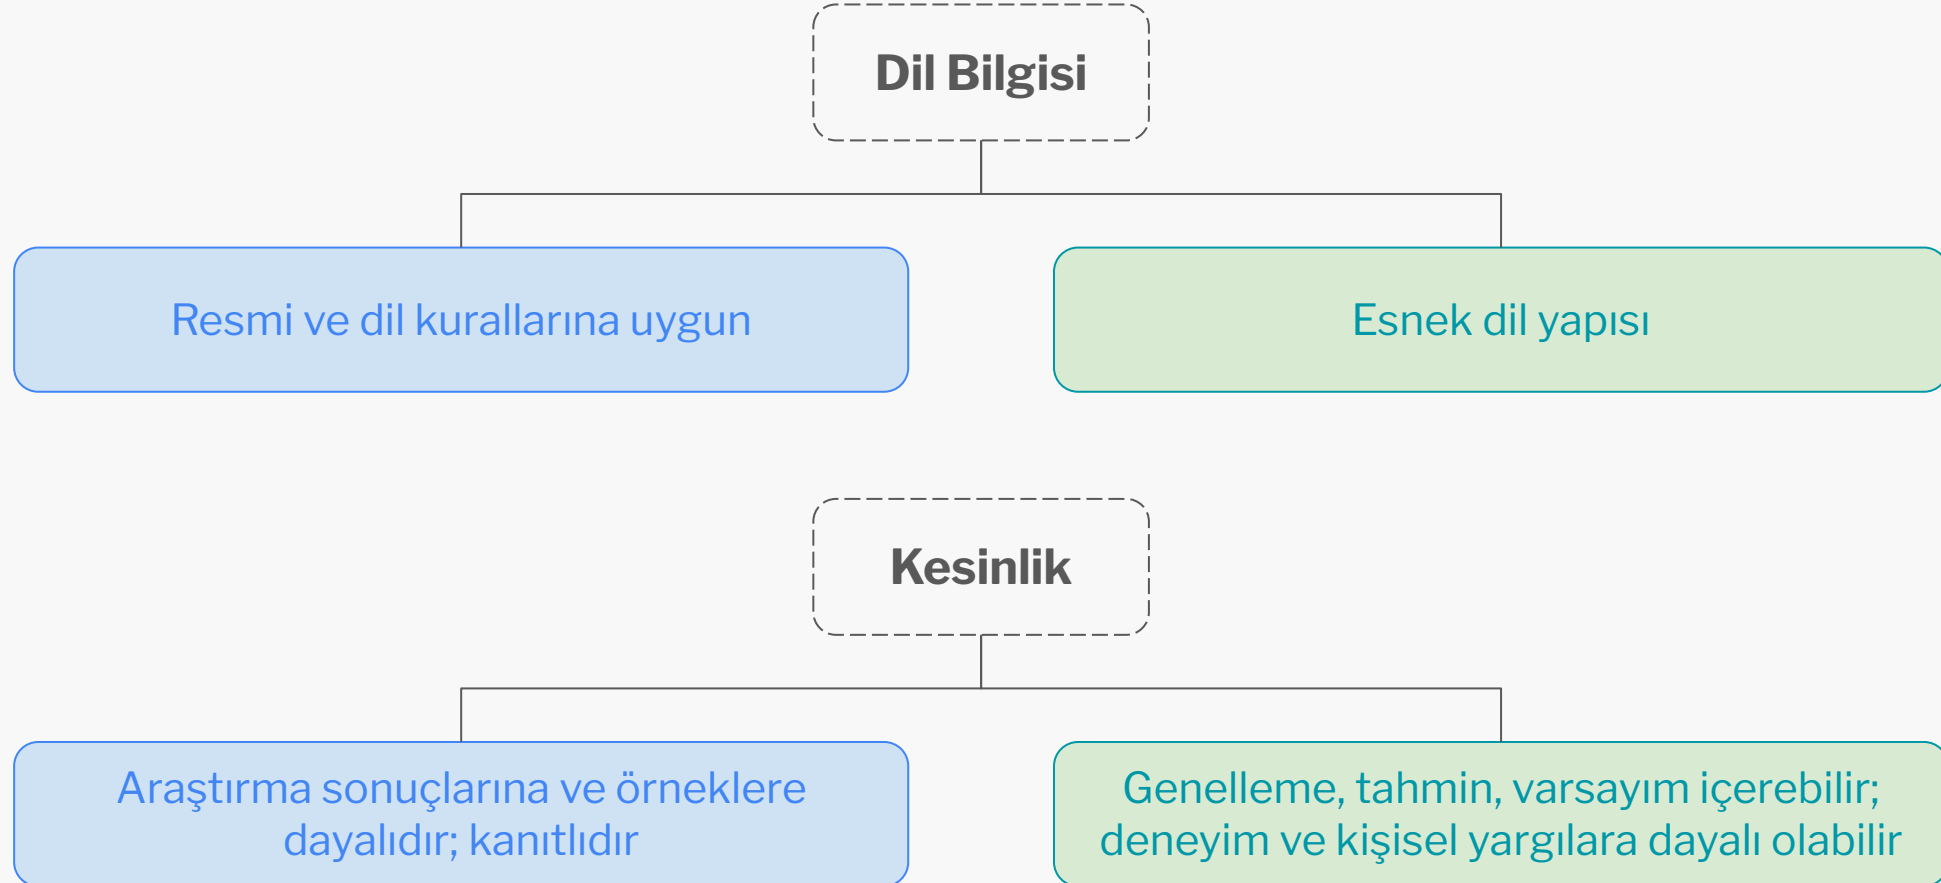 Dil Bilgisi
Resmi ve dil kurallarına uygun
Esnek dil yapısı
Kesinlik
Araştırma sonuçlarına ve örneklere
dayalıdır; kanıtlıdır
Genelleme, tahmin, varsayım içerebilir;
deneyim ve kişisel yargılara dayalı olabilir